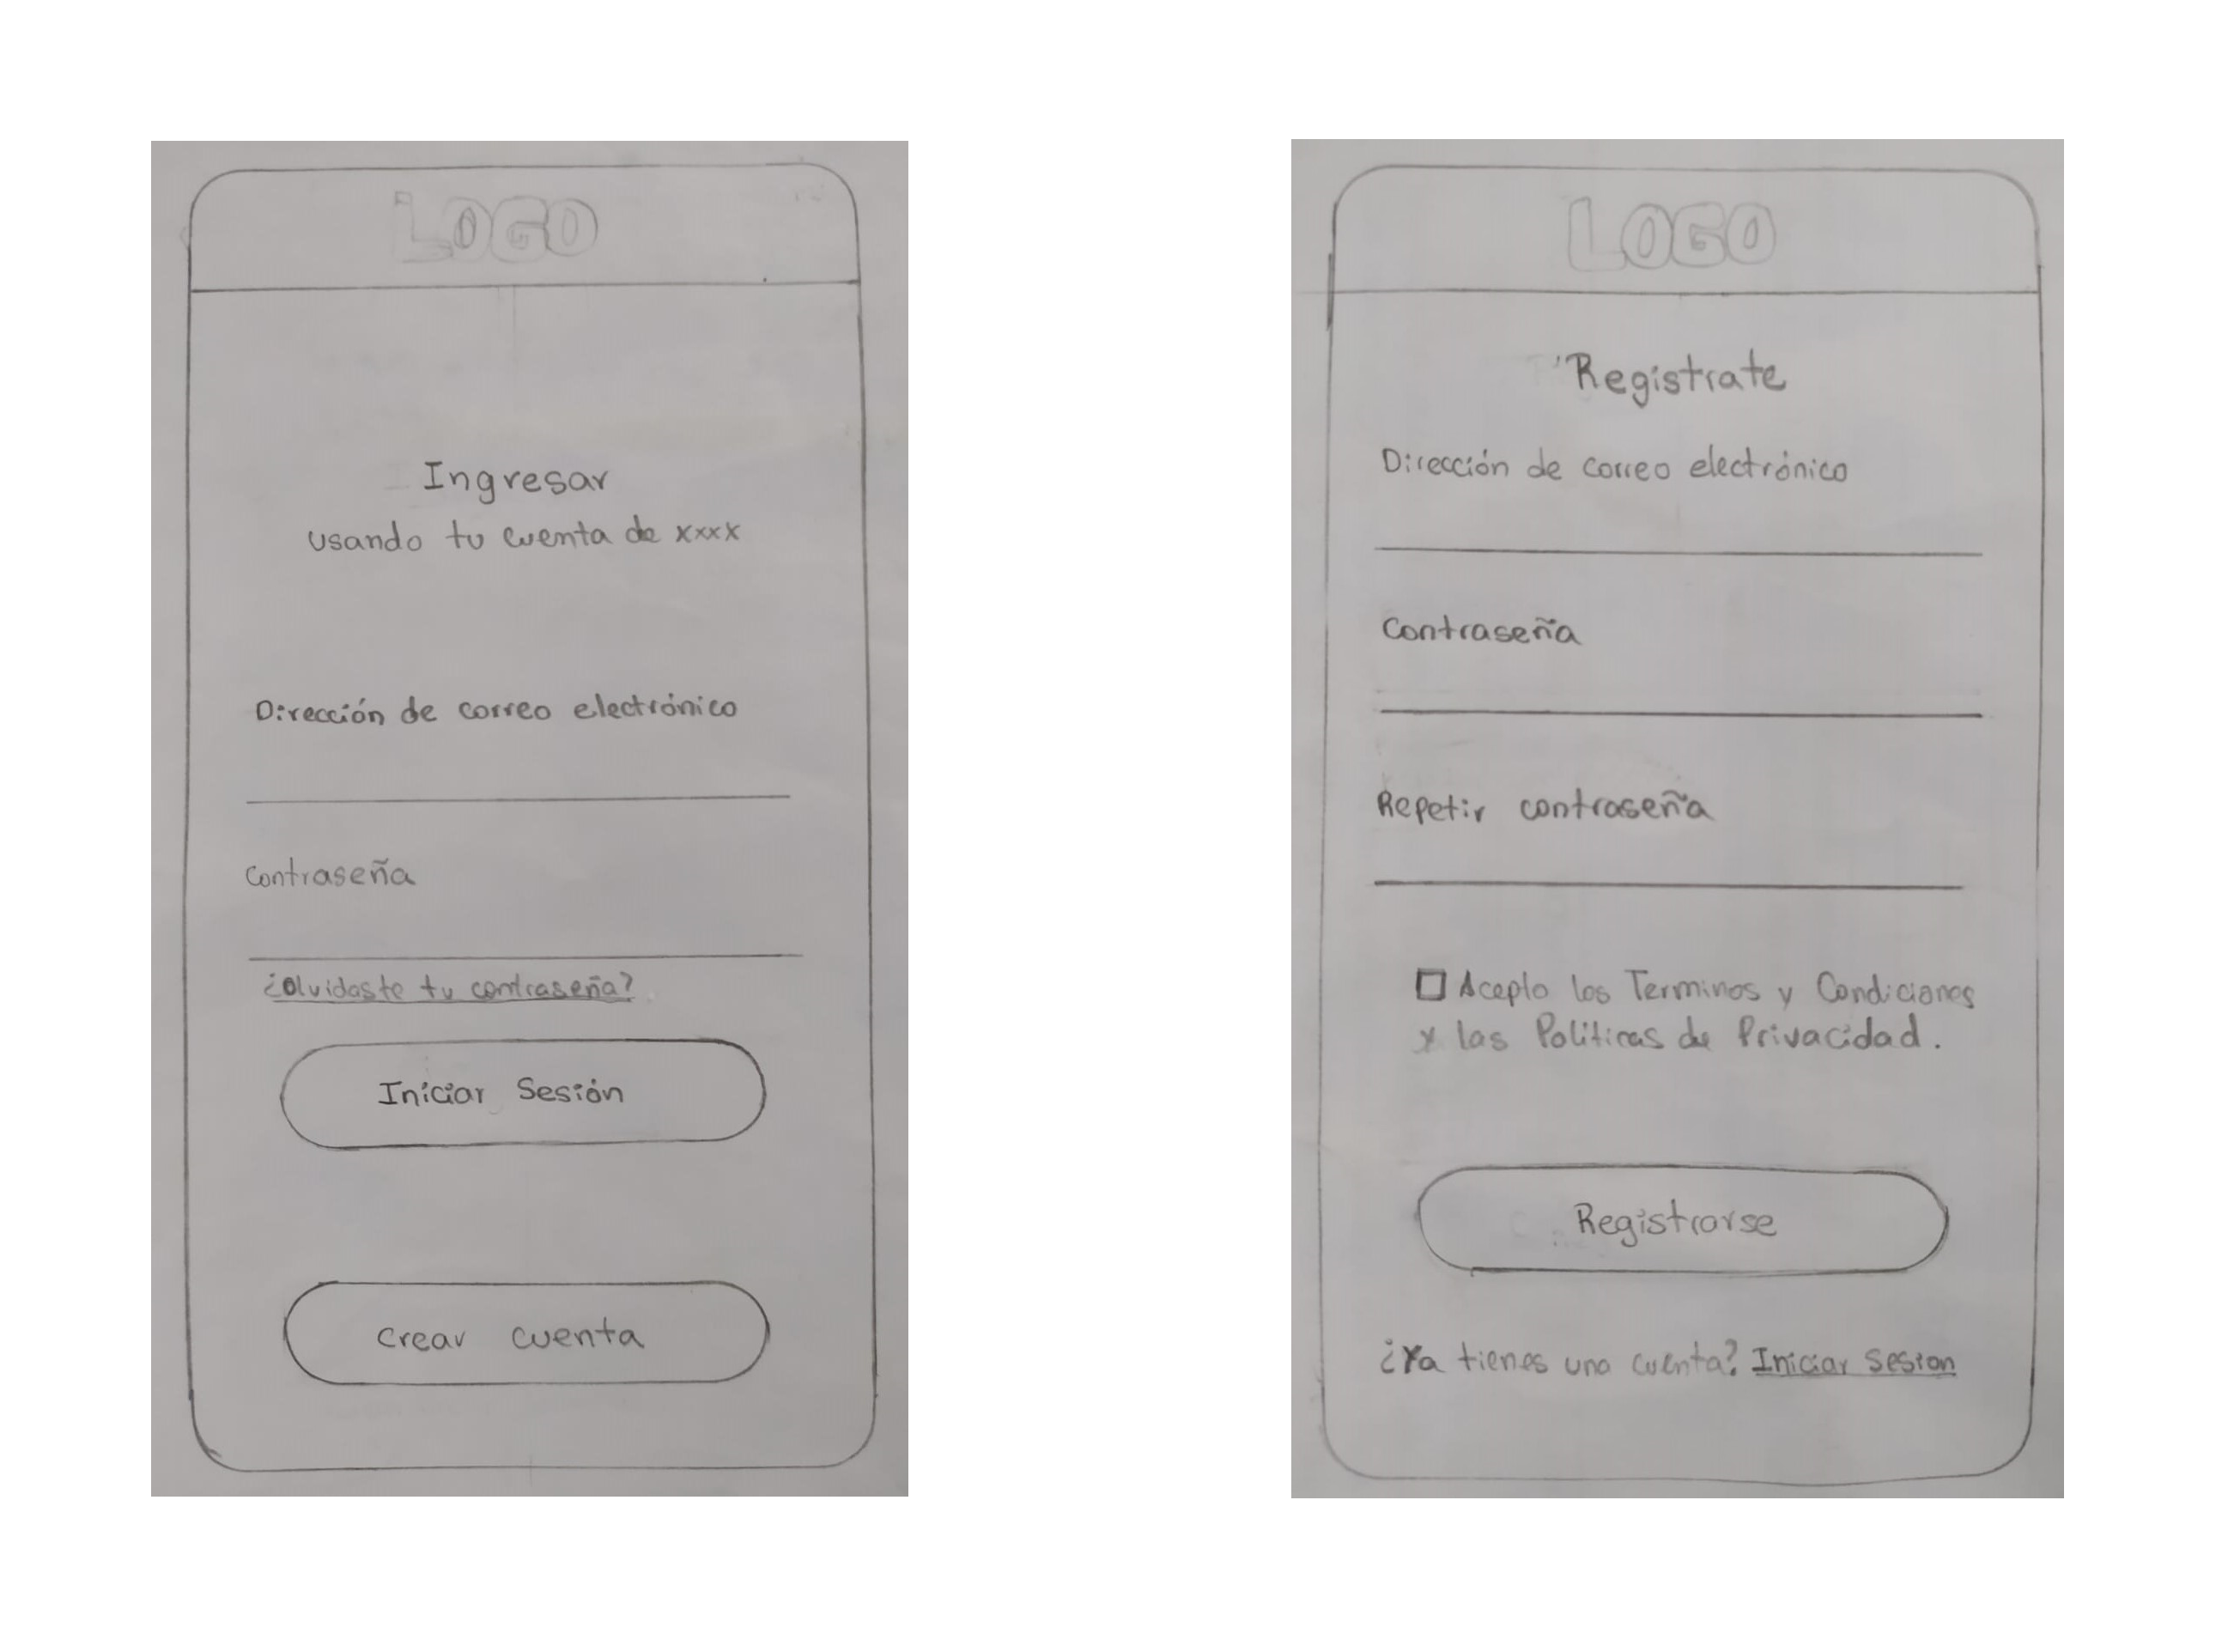 LOGO
Ingresar
usando tu cuenta de xxxx
Dirección de correo electrónico
Contraseña
¿Olvidaste tu contraseña?
Iniciar Sesión
Crear cuenta
LOGO
Registrate
Dirección de correo electrónico
Contraseña
Repetir contraseña
Acepto los Terminos y Condiciones
y las Politicas de Privacidad.
Registrarse
¿Ya tienes una cuenta? Iniciar sesion